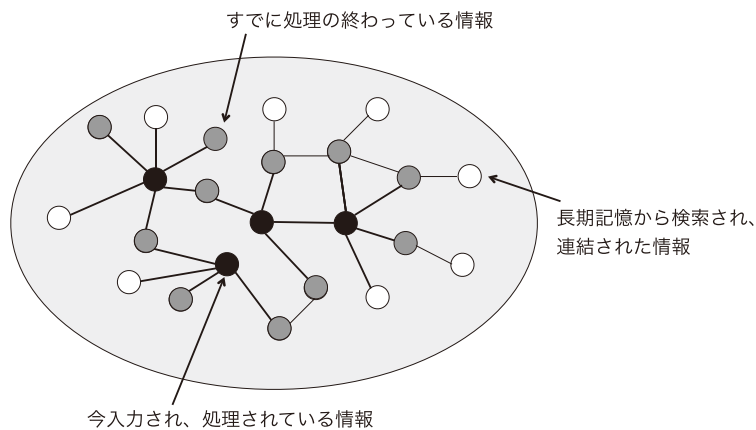 すでに処理の終わっている情報
長期記憶から検索され、
連結された情報
今入力され、処理されている情報